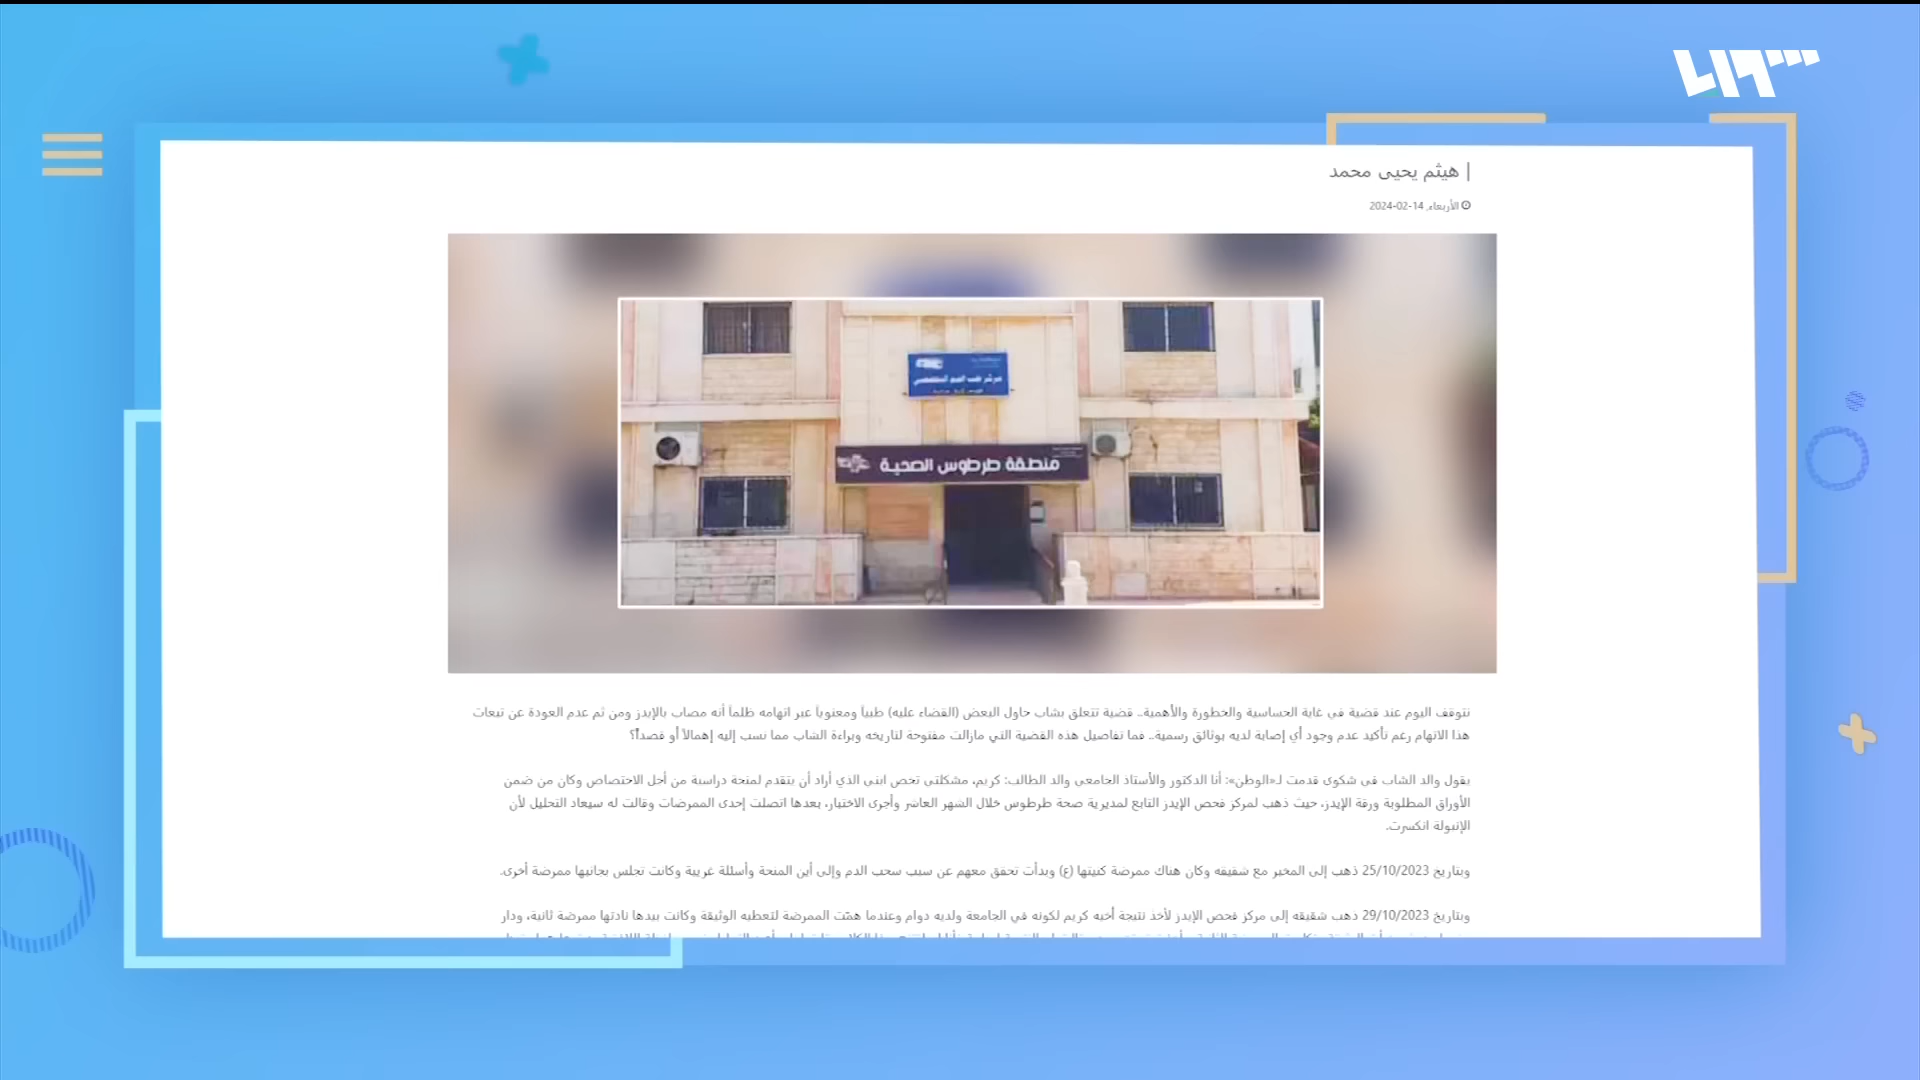 | هيثم يحيى محمد
الأربعاء, 14-02-2024
مركز طب الفم التخصصي
منطقة طرطوس الصحية
نتوقف اليوم عند قضية في غاية الحساسية والخطورة والأهمية.. قضية تتعلق بشاب حاول البعض (القضاء عليه) طبياً ومعنوياً عبر اتهامه ظلماً أنه مصاب بالإيدز ومن ثم عدم العودة عن تبعات
هذا الاتهام رغم تأكيد عدم وجود أي إصابة لديه بوثائق رسمية.. فما تفاصيل هذه القضية التي مازالت مفتوحة لتاريخه وبراءة الشاب مما نسب إليه إهمالاً أو قصداً؟
يقول والد الشاب في شكوى قدمت لـ«الوطن»: أنا الدكتور والأستاذ الجامعي والد الطالب: كريم، مشكلتي تخص ابني الذي أراد أن يتقدم لمنحة دراسية من أجل الاختصاص وكان من ضمن
الأوراق المطلوبة ورقة الإيدز، حيث ذهب لمركز فحص الإيدز التابع لمديرية صحة طرطوس خلال الشهر العاشر وأجرى الاختبار، بعدها اتصلت إحدى الممرضات وقالت له سيعاد التحليل لأن
الإنبولة انكسرت.
وبتاريخ 25/10/2023 ذهب إلى المخبر مع شقيقه وكان هناك ممرضة كنيتها (ع) وبدأت تحقق معهم عن سبب سحب الدم وإلى أين المنحة وأسئلة غريبة وكانت تجلس بجانبها ممرضة أخرى.
وبتاريخ 29/10/2023 ذهب شقيقه إلى مركز فحص الإيدز لأخذ نتيجة أخيه كريم لكونه في الجامعة ولديه دوام وعندما همّت الممرضة لتعطيه الوثيقة وكانت بيدها نادتها ممرضة ثانية، ودار